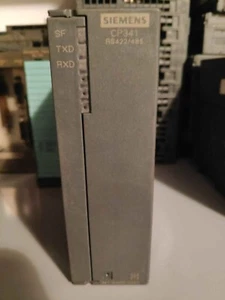 SIEMENS
CP341
RS422/485
SF
TXD
RXD